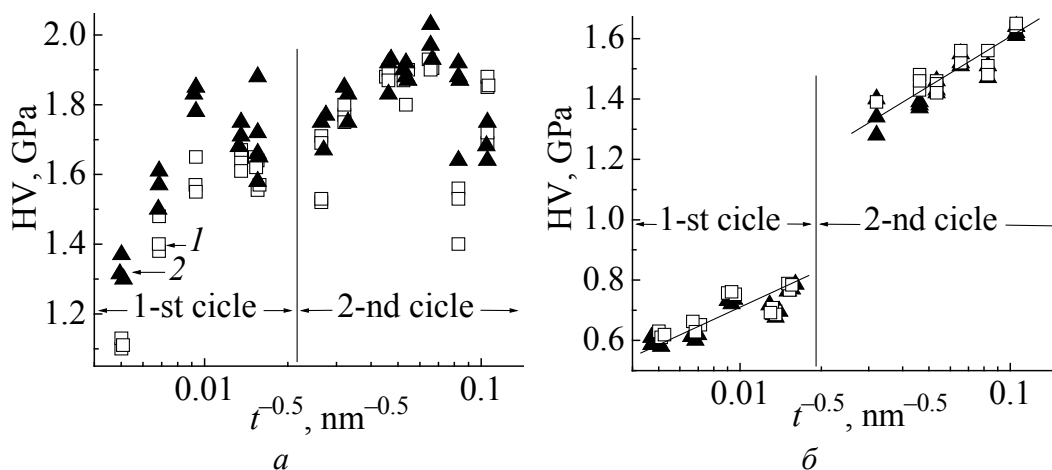 2.0
1.8
1.6
1.4
1.2
HV, GPa
1
2
1-st cicle
2-nd cicle
0.01
0.1
t^–0.5, nm^–0.5
а
1.6
1.4
1.2
1.0
0.8
0.6
HV, GPa
1-st cicle
2-nd cicle
0.01
0.1
t^–0.5, nm^–0.5
б